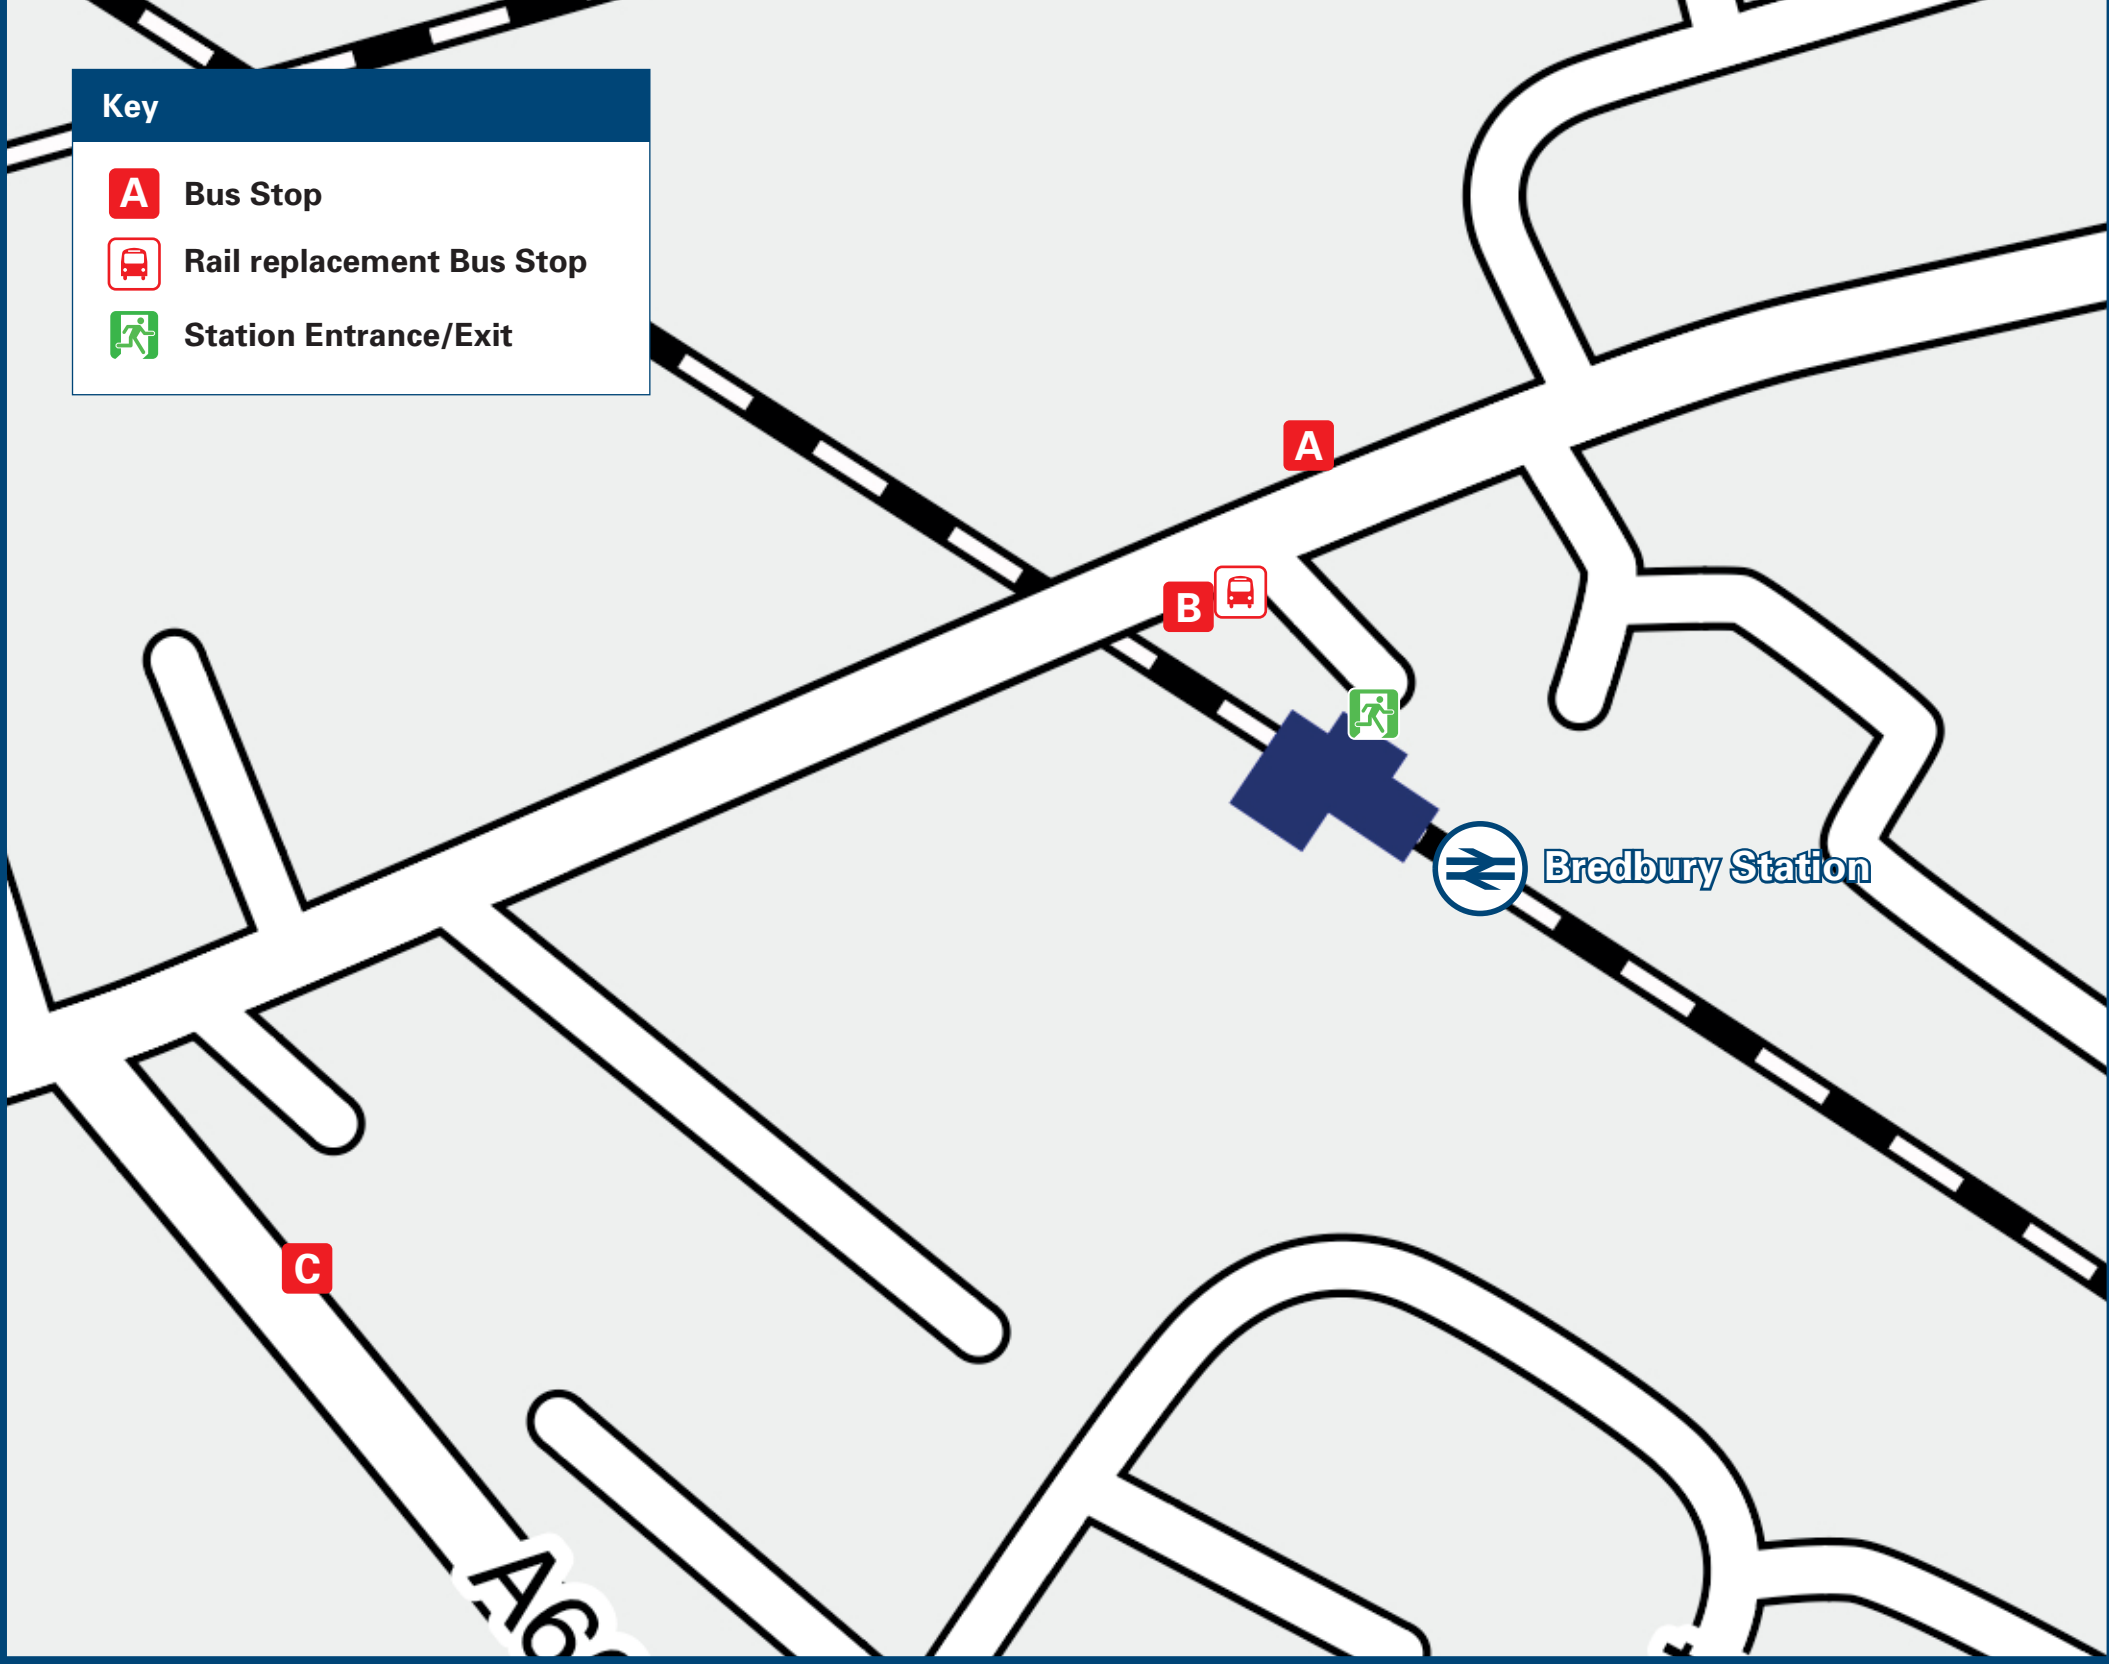 Key
A Bus Stop
Rail replacement Bus Stop
Station Entrance/Exit
A
B
Bredbury Station
C